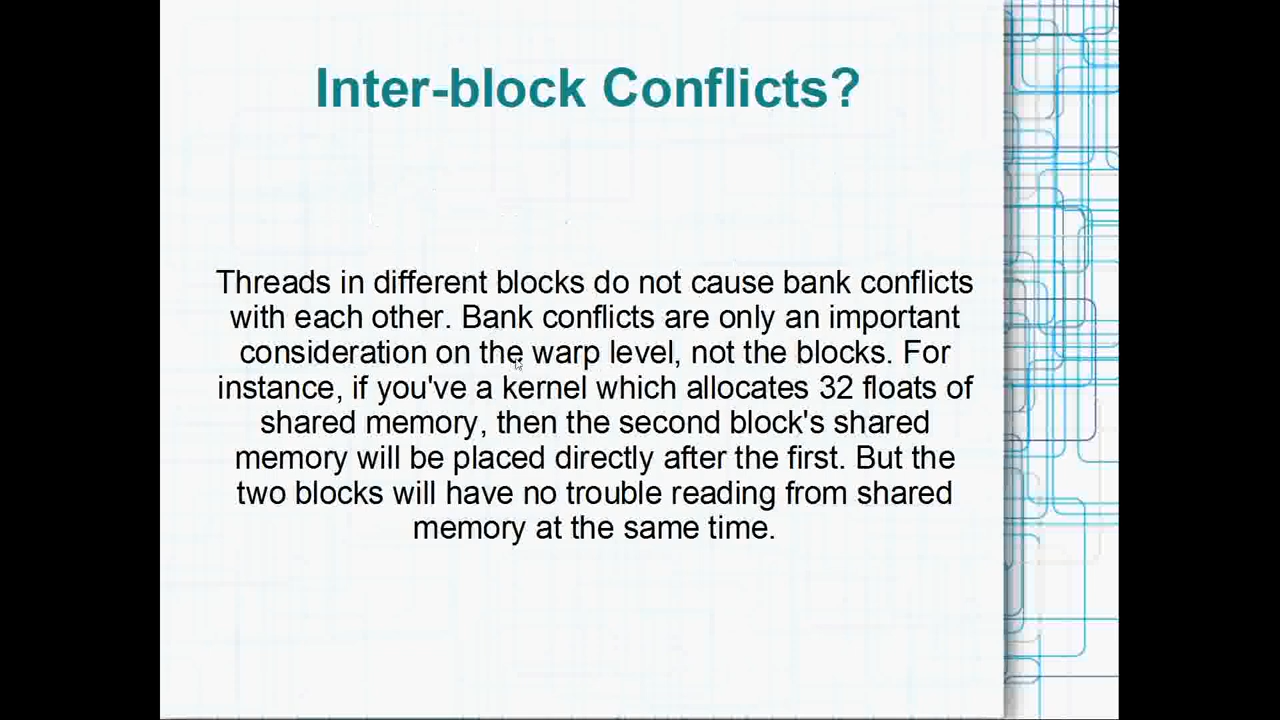 Inter-block Conflicts?
Threads in different blocks do not cause bank conflicts
with each other. Bank conflicts are only an important
consideration on the warp level, not the blocks. For
instance, if you've a kernel which allocates 32 floats of
shared memory, then the second block's shared
memory will be placed directly after the first. But the
two blocks will have no trouble reading from shared
memory at the same time.